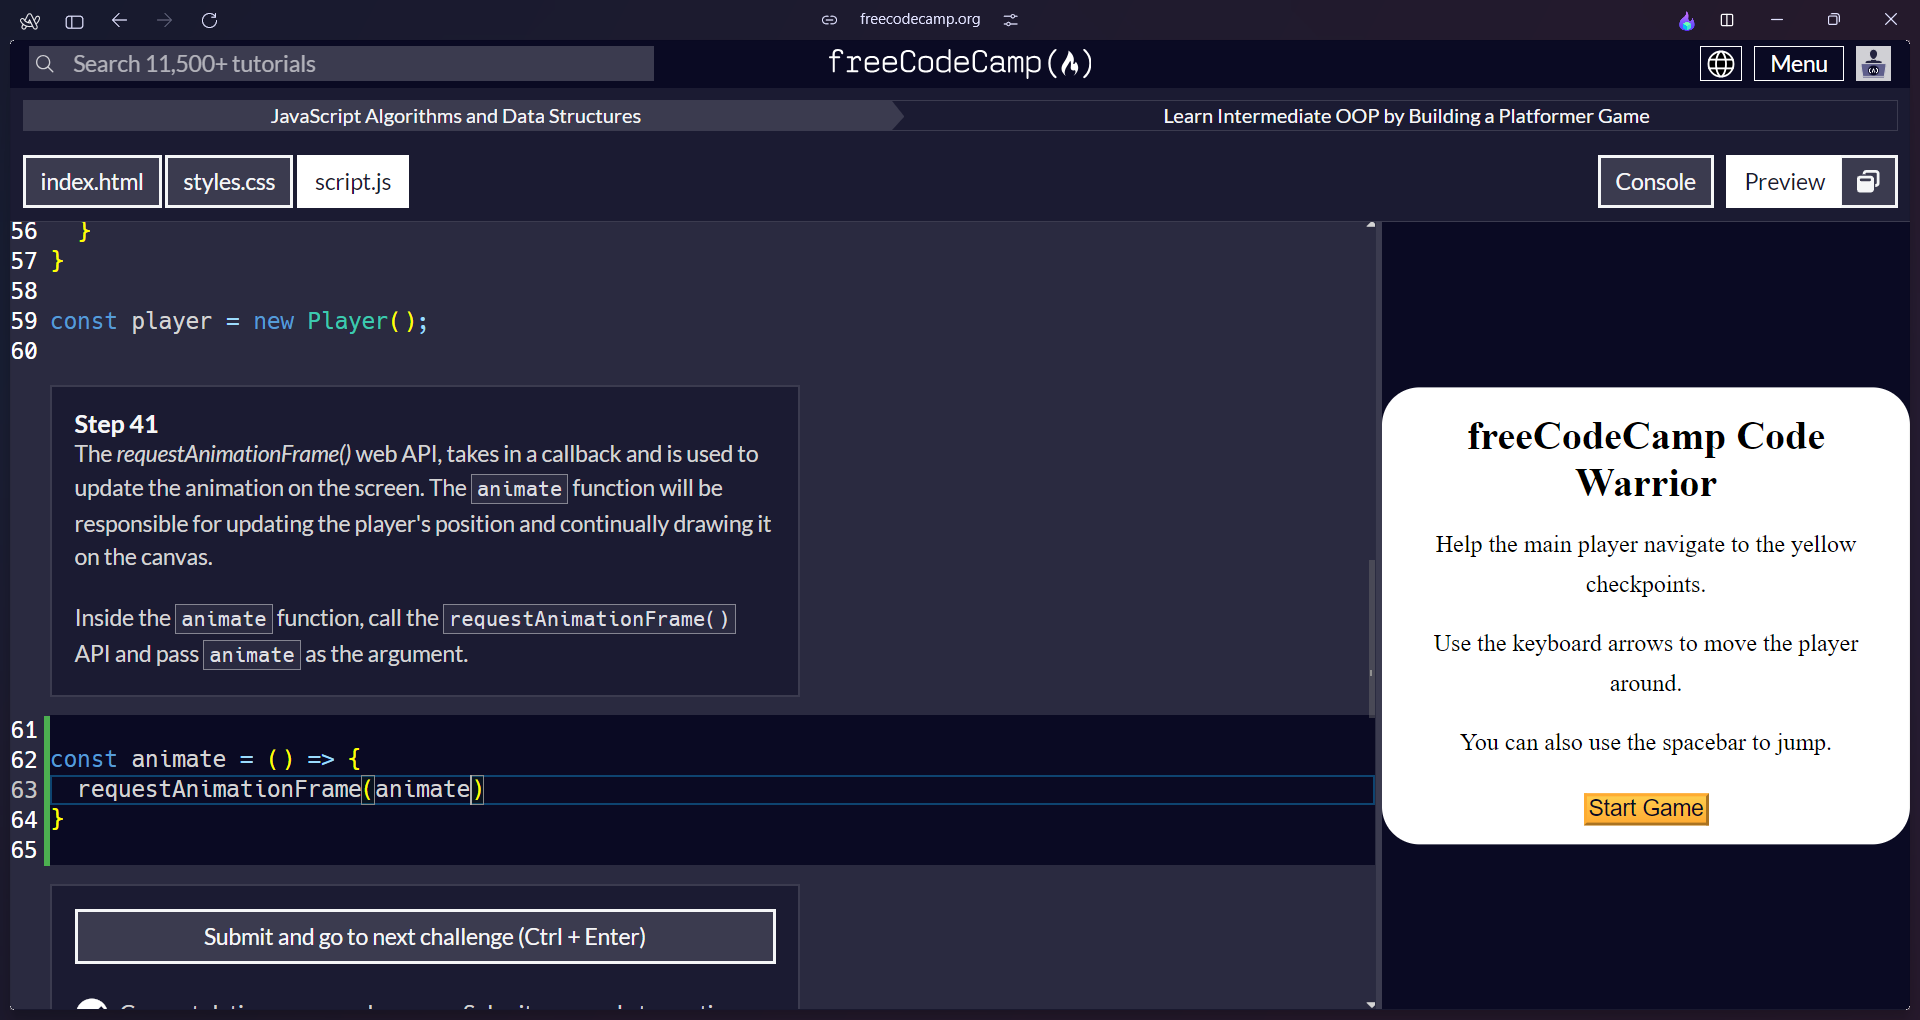 freecodecamp.org
Search 11,500+ tutorials
freeCodeCamp
Menu
JavaScript Algorithms and Data Structures
Learn Intermediate OOP by Building a Platformer Game
index.html
styles.css
script.js
Console
Preview
56 }
57 }
58
59 const player = new Player();
60
Step 41
The requestAnimationFrame() web API, takes in a callback and is used to
update the animation on the screen. The animate function will be
responsible for updating the player's position and continually drawing it
on the canvas.
Inside the animate function, call the requestAnimationFrame()
API and pass animate as the argument.
61
62 const animate = () => {
63 requestAnimationFrame(animate)
64 }
65
Submit and go to next challenge (Ctrl + Enter)
freeCodeCamp Code
Warrior
Help the main player navigate to the yellow
checkpoints.
Use the keyboard arrows to move the player
around.
You can also use the spacebar to jump.
Start Game